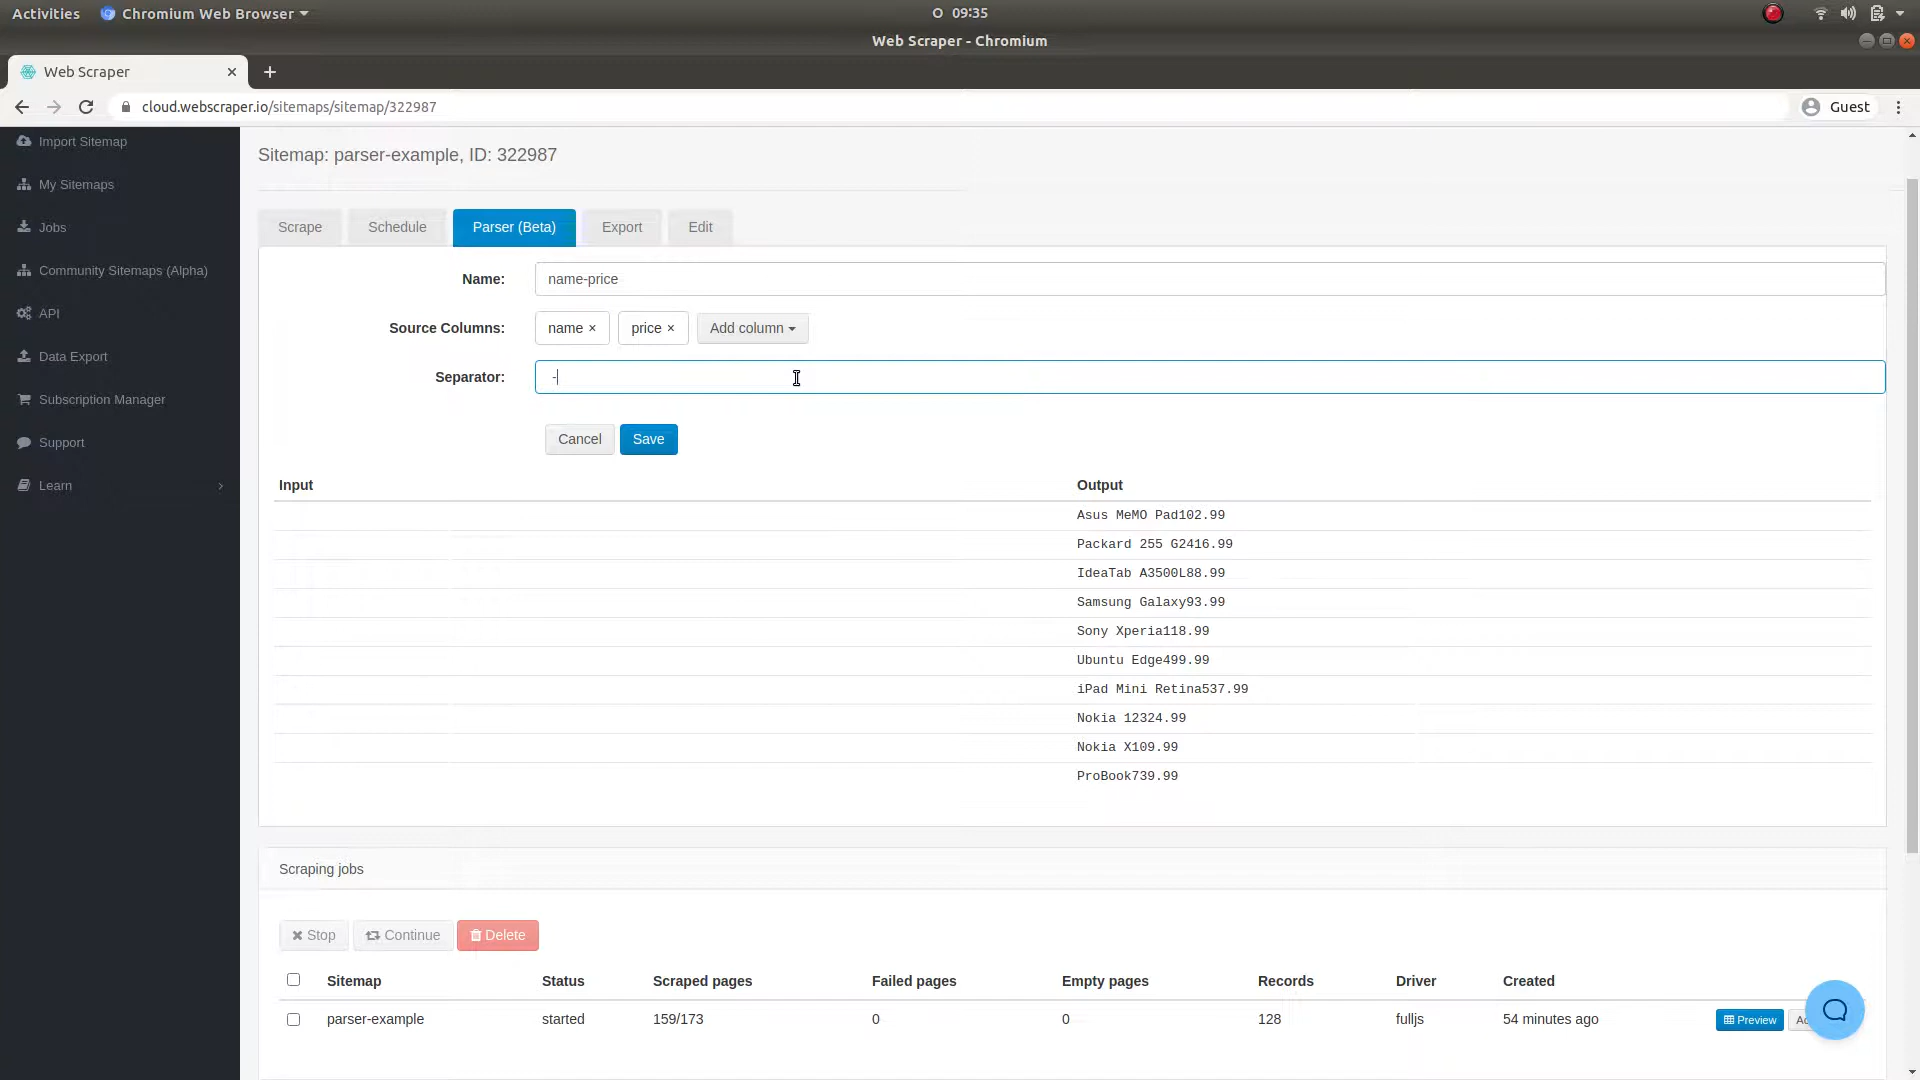 Activities Chromium Web Browser 09:35
Web Scraper - Chromium
Web Scraper
cloud.webscraper.io/sitemaps/sitemap/322987 Guest
Import Sitemap
My Sitemaps
Jobs
Community Sitemaps (Alpha)
API
Data Export
Subscription Manager
Support
Learn
Sitemap: parser-example, ID: 322987
Scrape Schedule Parser (Beta) Export Edit
Name: name-price
Source Columns: name × price × Add column
Separator: -
Cancel Save
Input Output
Asus MeMO Pad102.99
Packard 255 G2416.99
IdeaTab A3500L88.99
Samsung Galaxy93.99
Sony Xperia118.99
Ubuntu Edge499.99
iPad Mini Retina537.99
Nokia 12324.99
Nokia X109.99
ProBook739.99
Scraping jobs
Stop Continue Delete
Sitemap Status Scraped pages Failed pages Empty pages Records Driver Created
parser-example started 159/173 0 0 128 fulljs 54 minutes ago Preview